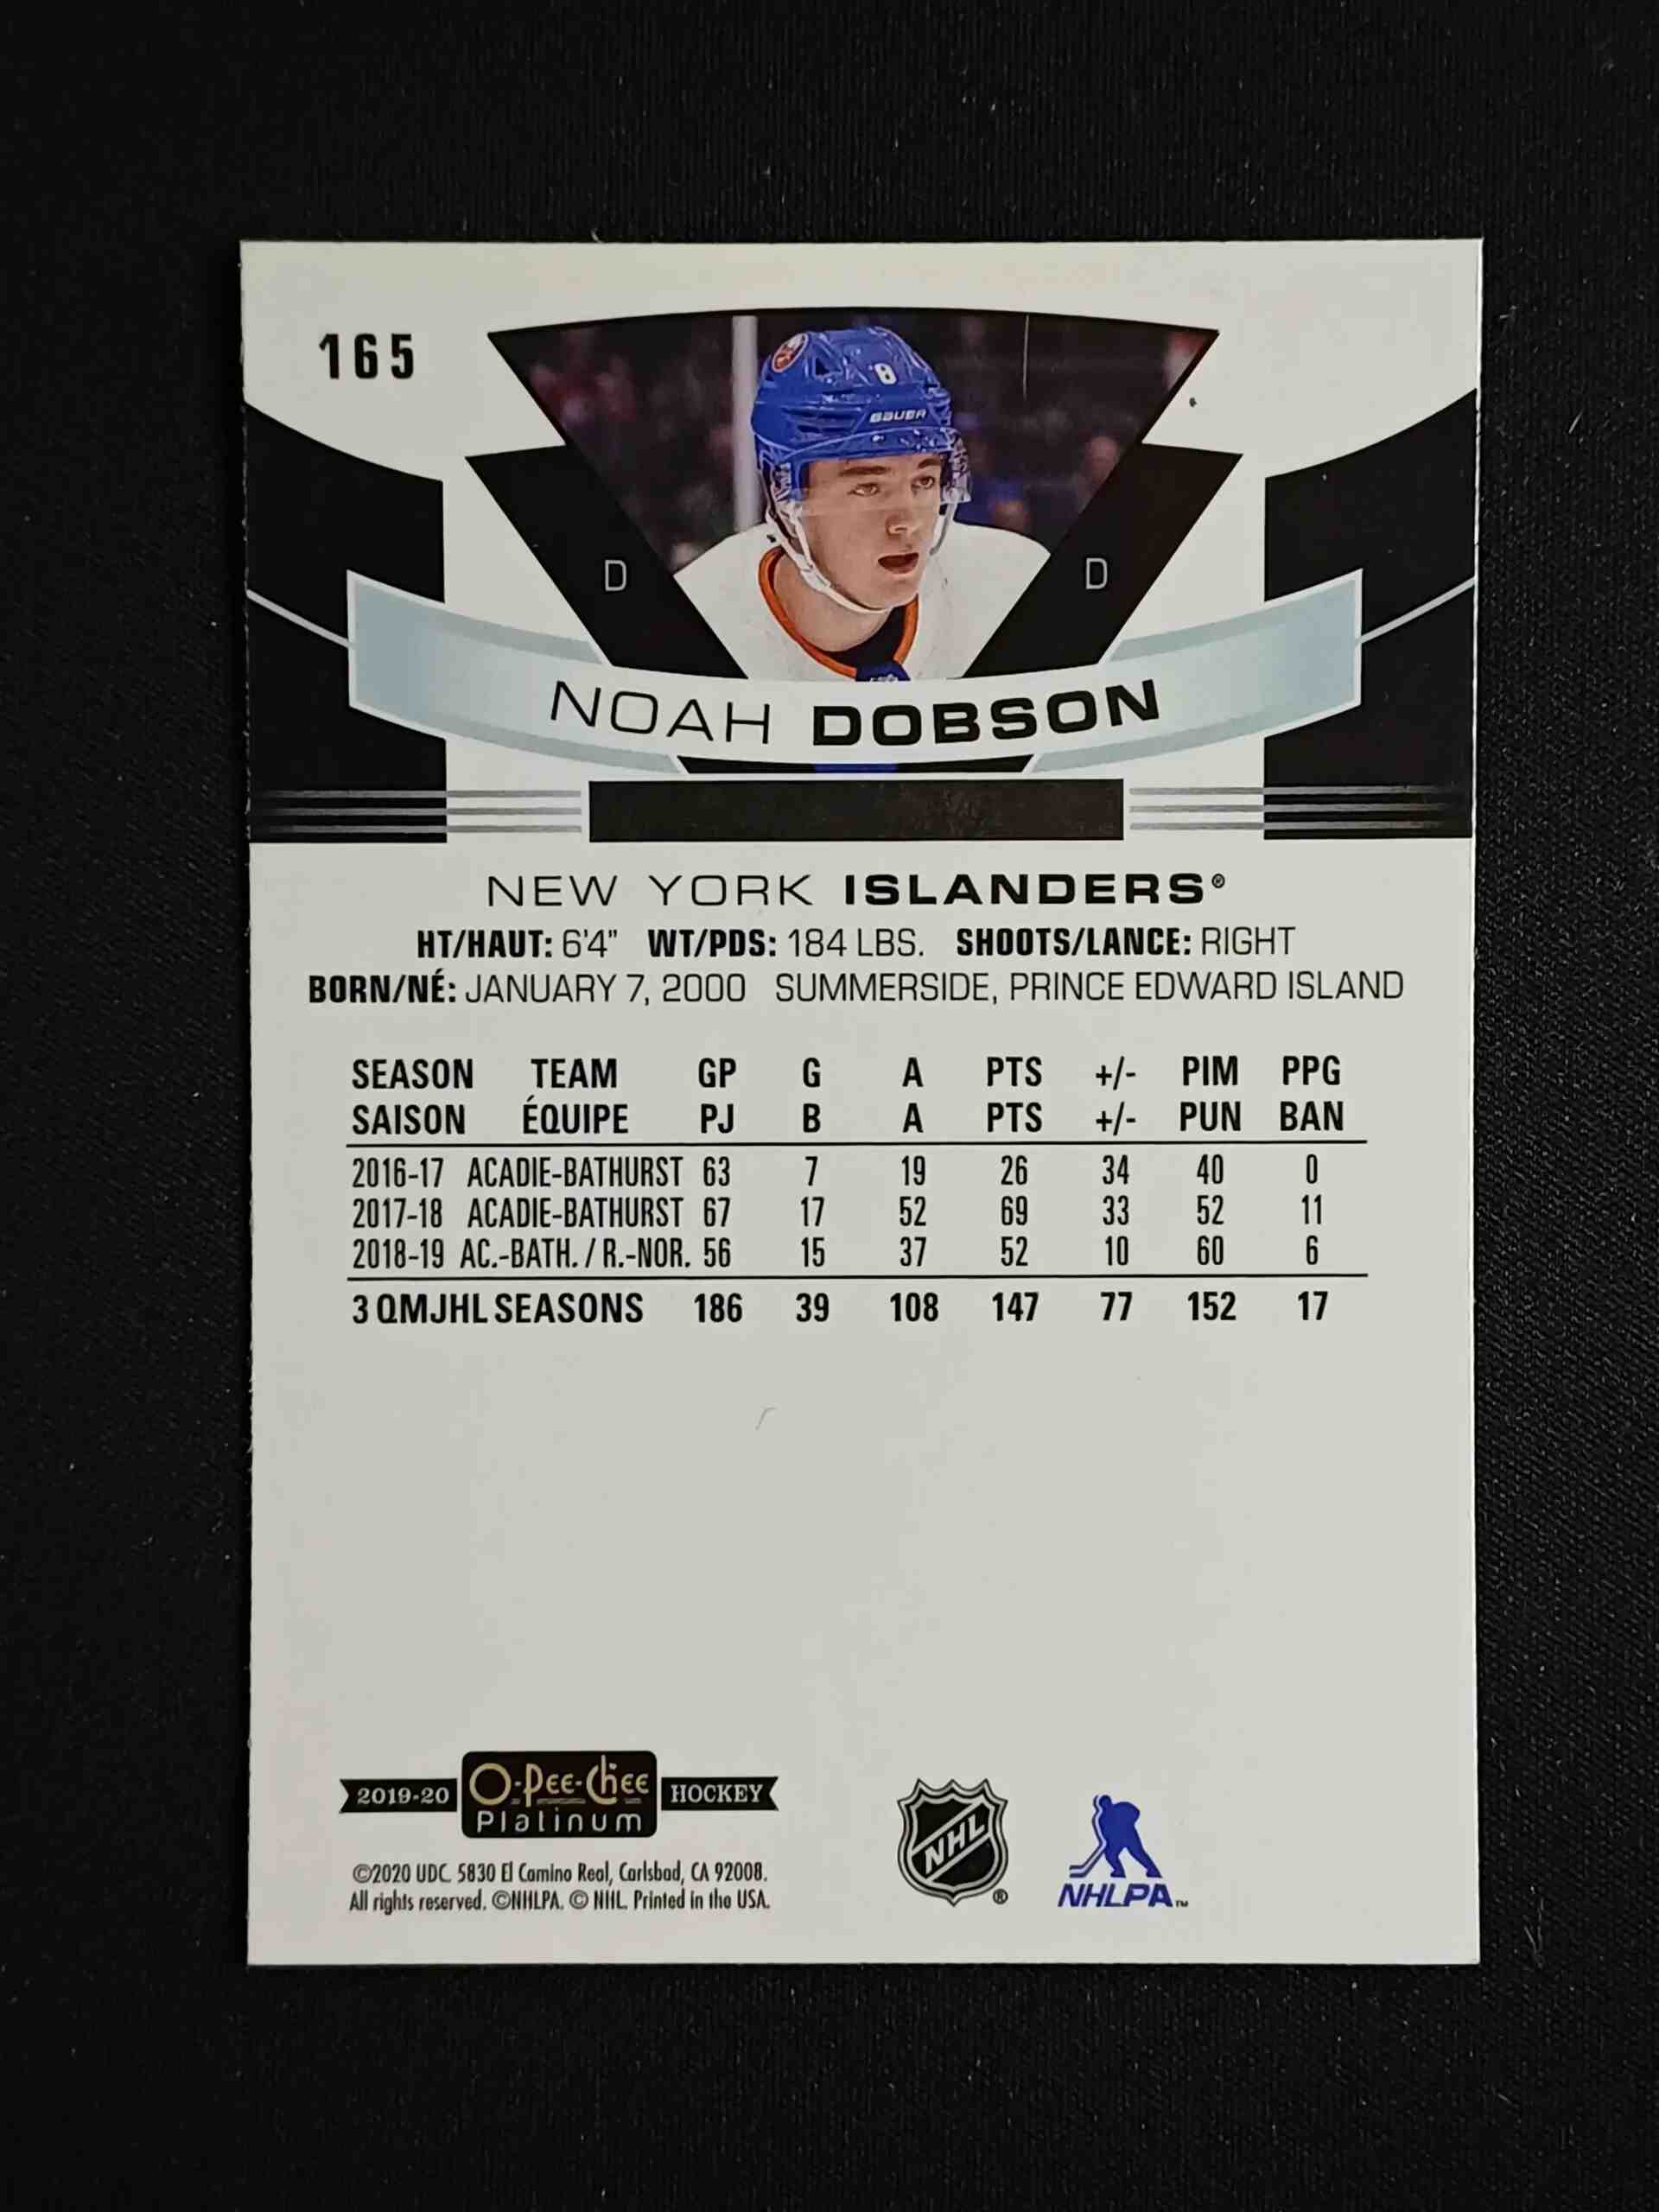 165
8
BAUER
D
D
NOAH DOBSON
NEW YORK ISLANDERS®
HT/HAUT: 6'4" WT/PDS: 184 LBS. SHOOTS/LANCE: RIGHT
BORN/NÉ: JANUARY 7, 2000 SUMMERSIDE, PRINCE EDWARD ISLAND
SEASON TEAM GP G A PTS +/- PIM PPG
SAISON ÉQUIPE PJ B A PTS +/- PUN BAN
2016-17 ACADIE-BATHURST 63 7 19 26 34 40 0
2017-18 ACADIE-BATHURST 67 17 52 69 33 52 11
2018-19 AC.-BATH. / R.-NOR. 56 15 37 52 10 60 6
3 QMJHL SEASONS 186 39 108 147 77 152 17
2019-20 O-Pee-Chee HOCKEY
Platinum
©2020 UDC. 5830 El Camino Real, Carlsbad, CA 92008.
All rights reserved. ©NHLPA. © NHL. Printed in the USA.
NHL ®
NHLPA™